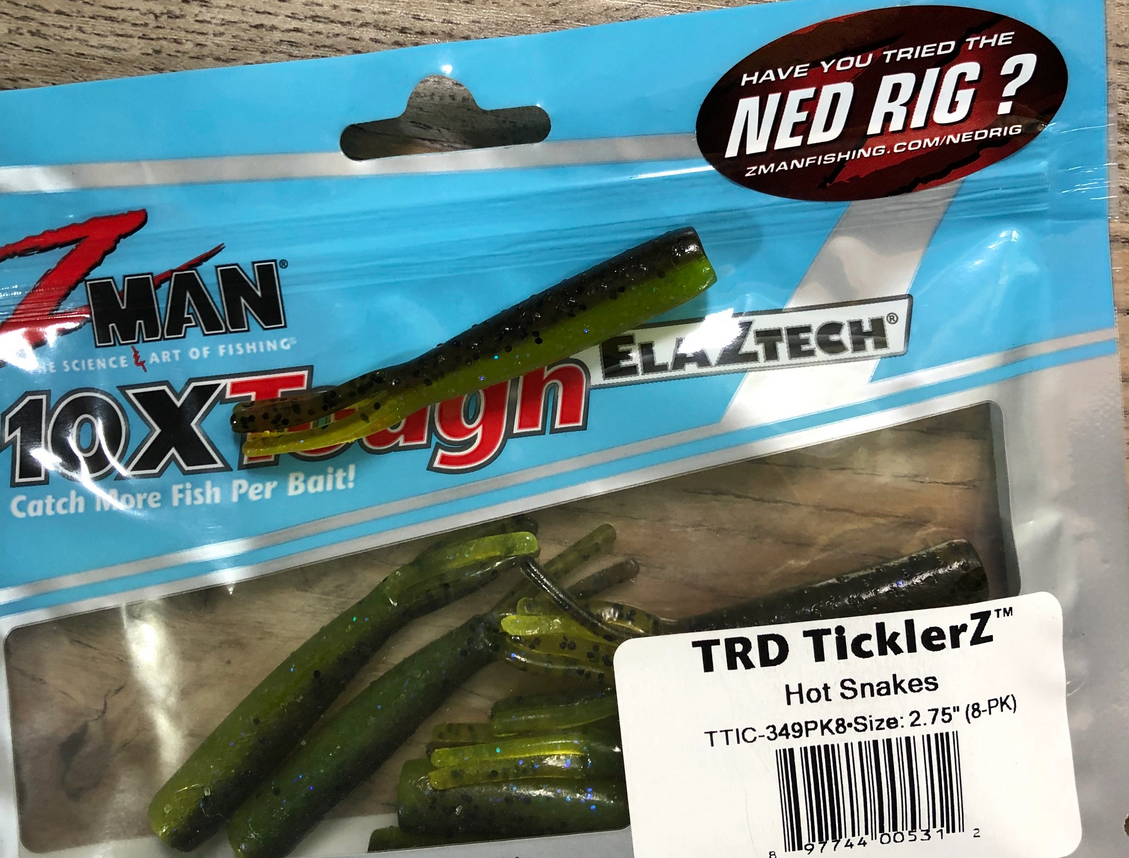 HAVE YOU TRIED THE
NED RIG ?
ZMANFISHING.COM/NEDRIG
ZMAN®
THE SCIENCE & ART OF FISHING®
10X Tough
ELAZTECH®
Catch More Fish Per Bait!
TRD TicklerZ™
Hot Snakes
TTIC-349PK8•Size: 2.75" (8-PK)
8 97744 00531 2